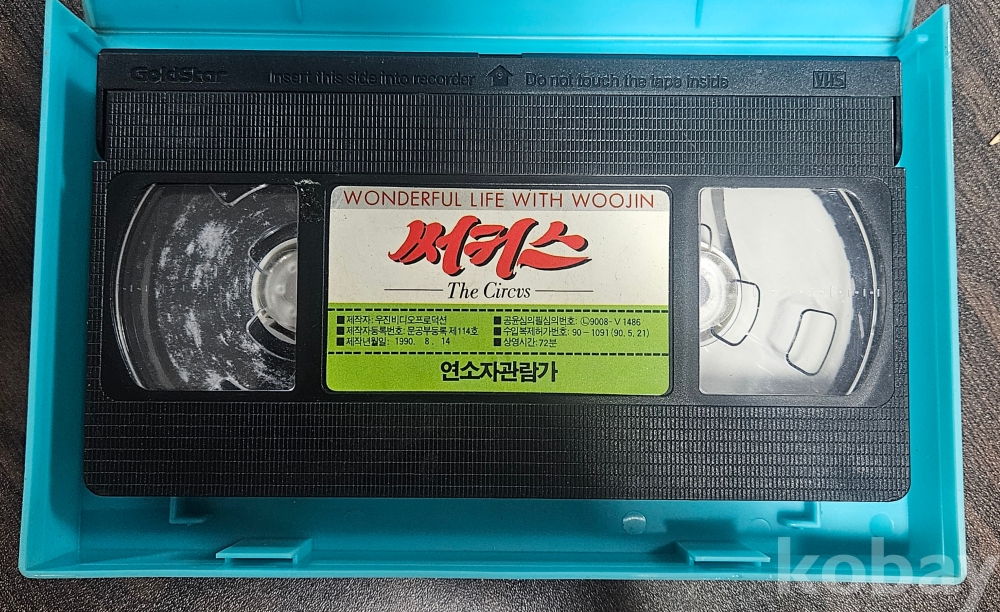 GoldStar Insert this side into recorder Do not touch the tape inside VHS
WONDERFUL LIFE WITH WOOJIN
써커스
The Circvs
■제작자: 우진비디오프로덕션
■제작자등록번호: 문공부등록 제114호
■제작년월일: 1990. 8. 14
■공윤심의필심의번호: Ⓒ9008-V 1486
■수입복제허가번호: 90-1091 (90. 5. 21)
■상영시간: 72분
연소자관람가
kobay